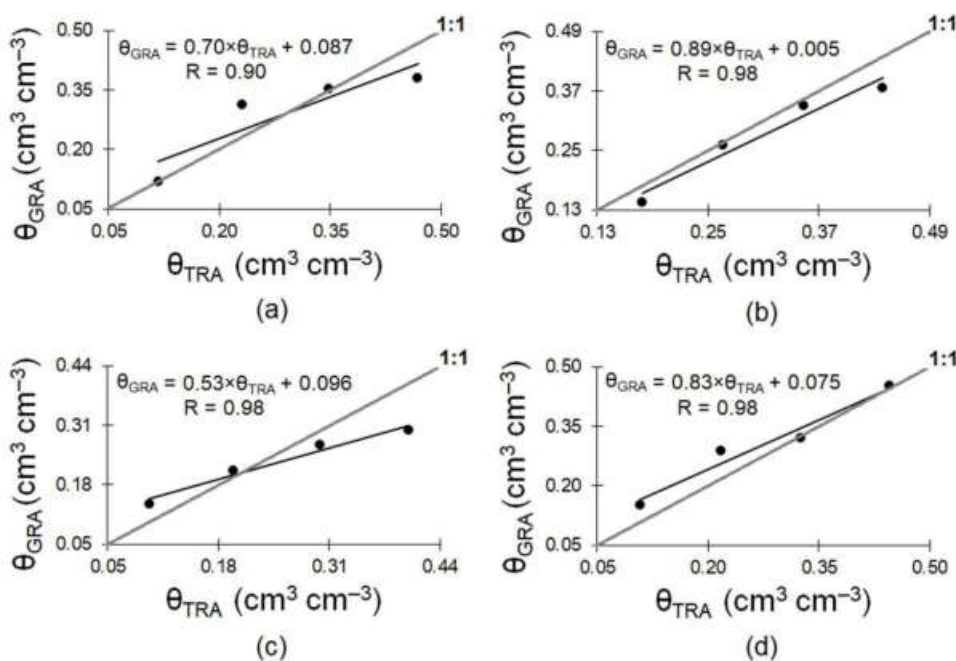 0.50
1:1
θGRA = 0.70×θTRA + 0.087
R = 0.90
0.35
0.20
0.05
0.05 0.20 0.35 0.50
θGRA (cm³ cm⁻³)
θTRA (cm³ cm⁻³)
(a)
0.49
1:1
θGRA = 0.89×θTRA + 0.005
R = 0.98
0.37
0.25
0.13
0.13 0.25 0.37 0.49
θGRA (cm³ cm⁻³)
θTRA (cm³ cm⁻³)
(b)
0.44
1:1
θGRA = 0.53×θTRA + 0.096
R = 0.98
0.31
0.18
0.05
0.05 0.18 0.31 0.44
θGRA (cm³ cm⁻³)
θTRA (cm³ cm⁻³)
(c)
0.50
1:1
θGRA = 0.83×θTRA + 0.075
R = 0.98
0.35
0.20
0.05
0.05 0.20 0.35 0.50
θGRA (cm³ cm⁻³)
θTRA (cm³ cm⁻³)
(d)